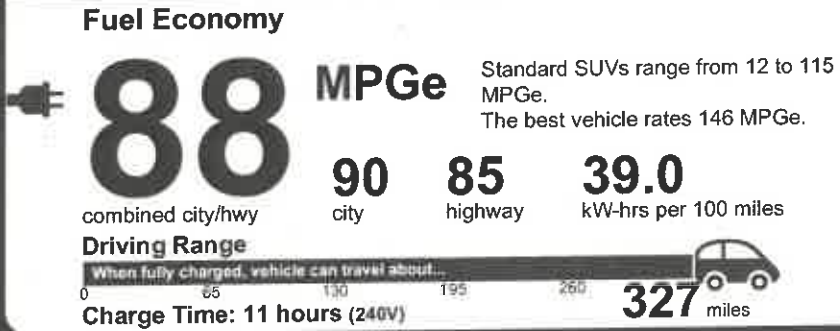 Fuel Economy
88 MPGe
Standard SUVs range from 12 to 115
MPGe.
The best vehicle rates 146 MPGe.
combined city/hwy
90 city
85 highway
39.0 kW-hrs per 100 miles
Driving Range
When fully charged, vehicle can travel about...
0 65 130 195 260 327 miles
Charge Time: 11 hours (240V)